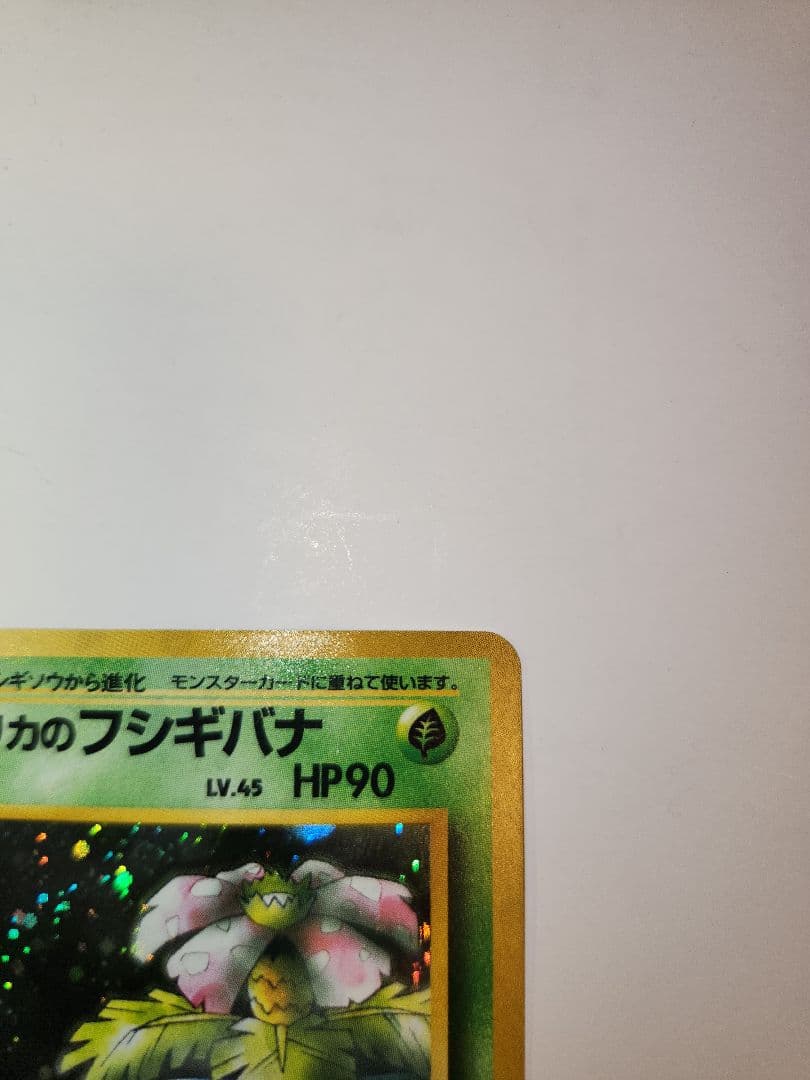 ギソウから進化 モンスターカードに重ねて使います。
リカのフシギバナ
LV.45 HP90